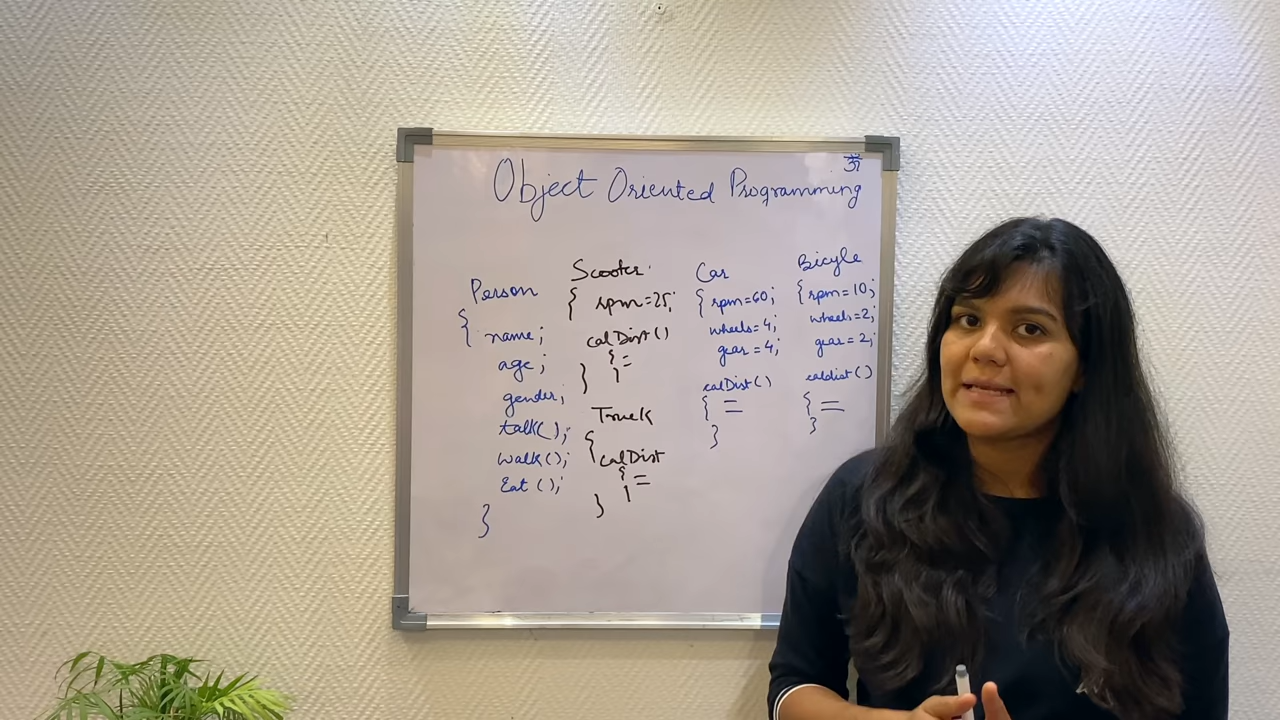 ॐ
Object Oriented Programming
Person
{
name;
age;
gender;
talk();
walk();
Eat();
}
Scooter
{ rpm=25;
calDist()
{ =
}
}
Truck
{
calDist
{ =
}
}
Car
{ rpm=60;
wheels=4;
gear=4;
calDist()
{ =
}
Bicyle
{ rpm=10;
wheels=2;
gear=2;
caldist()
{ =
}